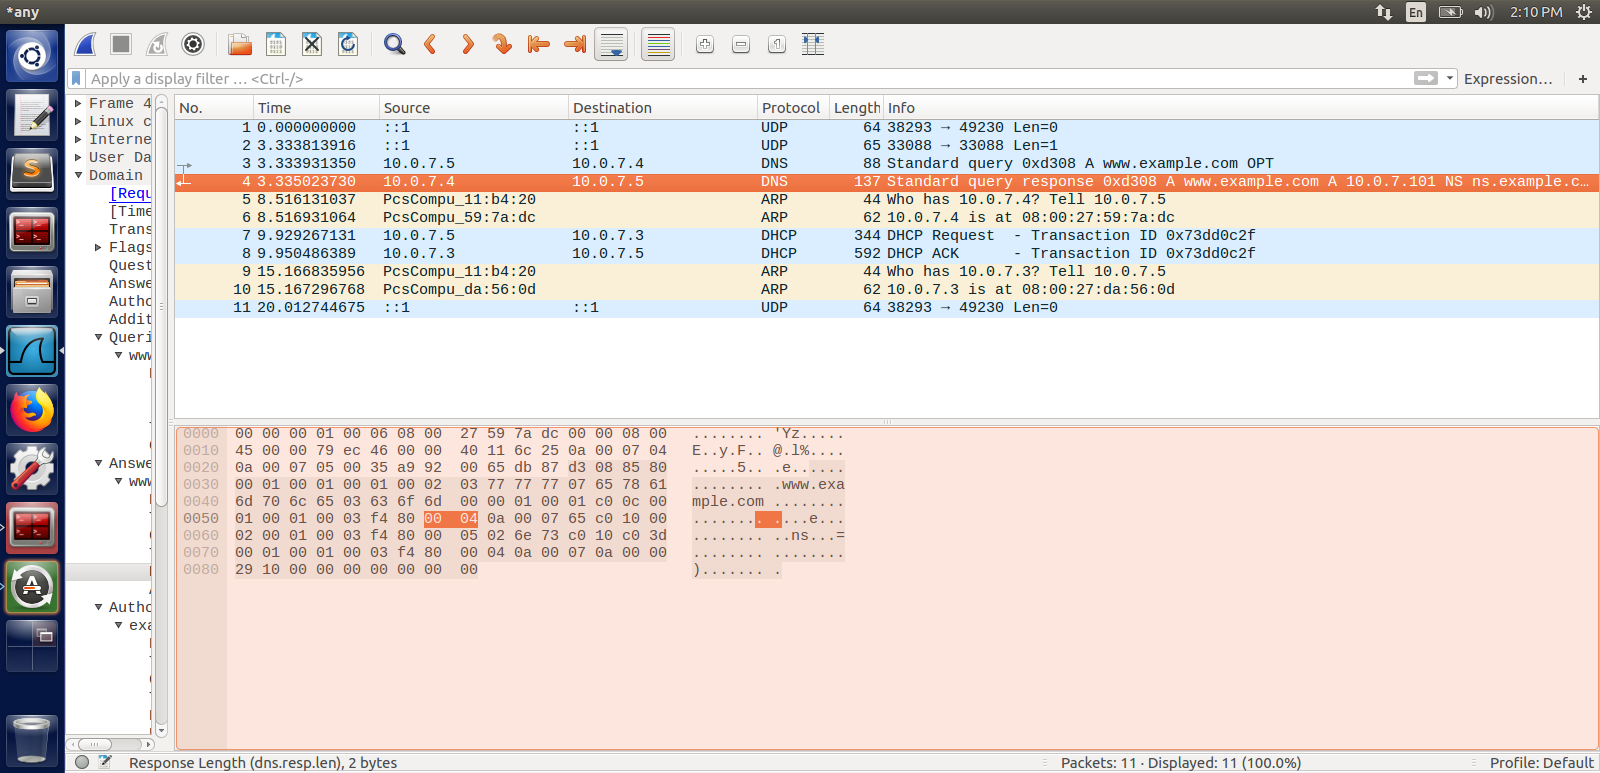 *any
En
2:10 PM
Apply a display filter … <Ctrl-/>
Expression…
+
Frame 4
Linux c
Interne
User Da
Domain
[Requ
[Time
Trans
Flags
Quest
Answe
Autho
Addit
Queri
www
Answe
www
Autho
exa
No. Time Source Destination Protocol Length Info
1 0.000000000 ::1 ::1 UDP 64 38293 → 49230 Len=0
2 3.333813916 ::1 ::1 UDP 65 33088 → 33088 Len=1
3 3.333931350 10.0.7.5 10.0.7.4 DNS 88 Standard query 0xd308 A www.example.com OPT
4 3.335023730 10.0.7.4 10.0.7.5 DNS 137 Standard query response 0xd308 A www.example.com A 10.0.7.101 NS ns.example.c…
5 8.516131037 PcsCompu_11:b4:20 ARP 44 Who has 10.0.7.4? Tell 10.0.7.5
6 8.516931064 PcsCompu_59:7a:dc ARP 62 10.0.7.4 is at 08:00:27:59:7a:dc
7 9.929267131 10.0.7.5 10.0.7.3 DHCP 344 DHCP Request - Transaction ID 0x73dd0c2f
8 9.950486389 10.0.7.3 10.0.7.5 DHCP 592 DHCP ACK - Transaction ID 0x73dd0c2f
9 15.166835956 PcsCompu_11:b4:20 ARP 44 Who has 10.0.7.3? Tell 10.0.7.5
10 15.167296768 PcsCompu_da:56:0d ARP 62 10.0.7.3 is at 08:00:27:da:56:0d
11 20.012744675 ::1 ::1 UDP 64 38293 → 49230 Len=0
0000 00 00 00 01 00 06 08 00 27 59 7a dc 00 00 08 00 ........ 'Yz.....
0010 45 00 00 79 ec 46 00 00 40 11 6c 25 0a 00 07 04 E..y.F.. @.l%....
0020 0a 00 07 05 00 35 a9 92 00 65 db 87 d3 08 85 80 .....5.. .e......
0030 00 01 00 01 00 01 00 02 03 77 77 77 07 65 78 61 ........ .www.exa
0040 6d 70 6c 65 03 63 6f 6d 00 00 01 00 01 c0 0c 00 mple.com ........
0050 01 00 01 00 03 f4 80 00 04 0a 00 07 65 c0 10 00 ........ ....e...
0060 02 00 01 00 03 f4 80 00 05 02 6e 73 c0 10 c0 3d ........ ..ns...=
0070 00 01 00 01 00 03 f4 80 00 04 0a 00 07 0a 00 00 ........ ........
0080 29 10 00 00 00 00 00 00 00 )....... .
Response Length (dns.resp.len), 2 bytes
Packets: 11 · Displayed: 11 (100.0%)
Profile: Default